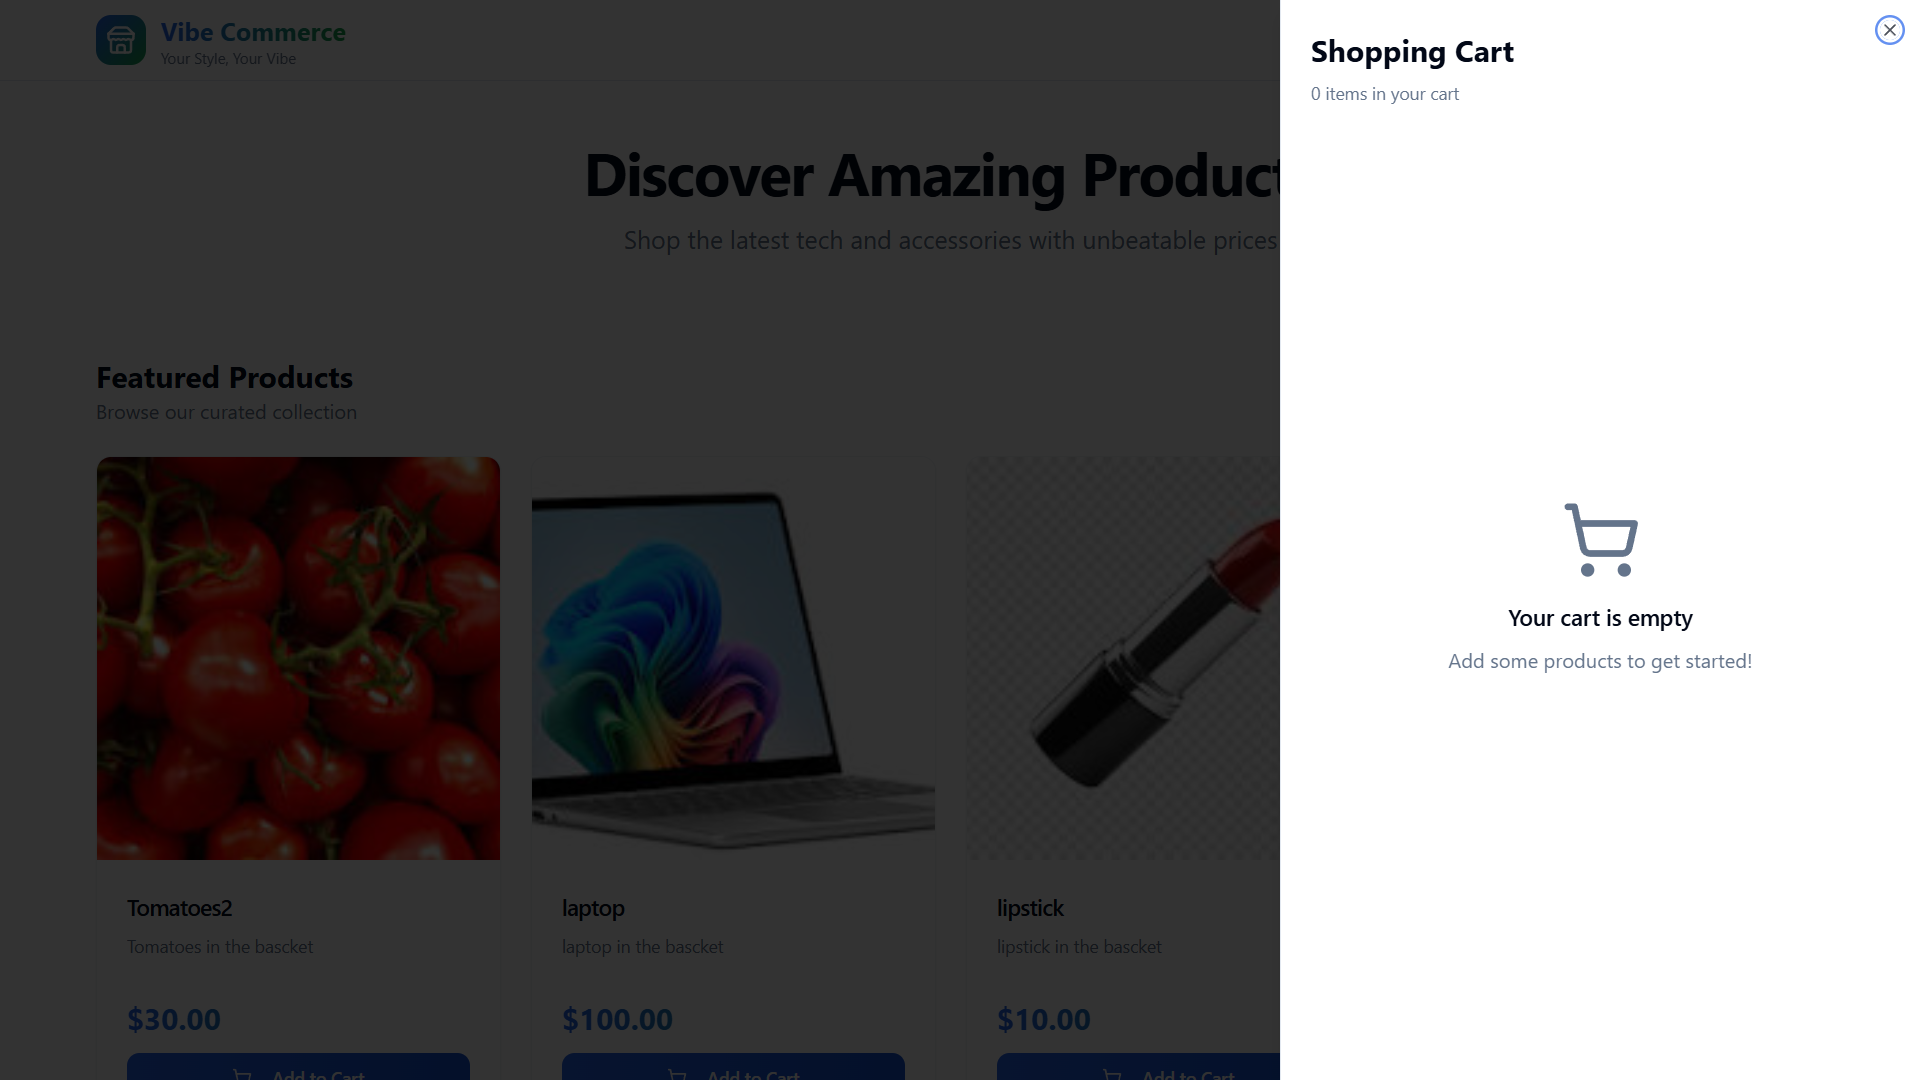 Vibe Commerce
Your Style, Your Vibe
Discover Amazing Product
Shop the latest tech and accessories with unbeatable prices
Featured Products
Browse our curated collection
Tomatoes2
Tomatoes in the bascket
$30.00
Add to Cart
laptop
laptop in the bascket
$100.00
Add to Cart
lipstick
lipstick in the bascket
$10.00
Add to Cart
Shopping Cart
0 items in your cart
Your cart is empty
Add some products to get started!